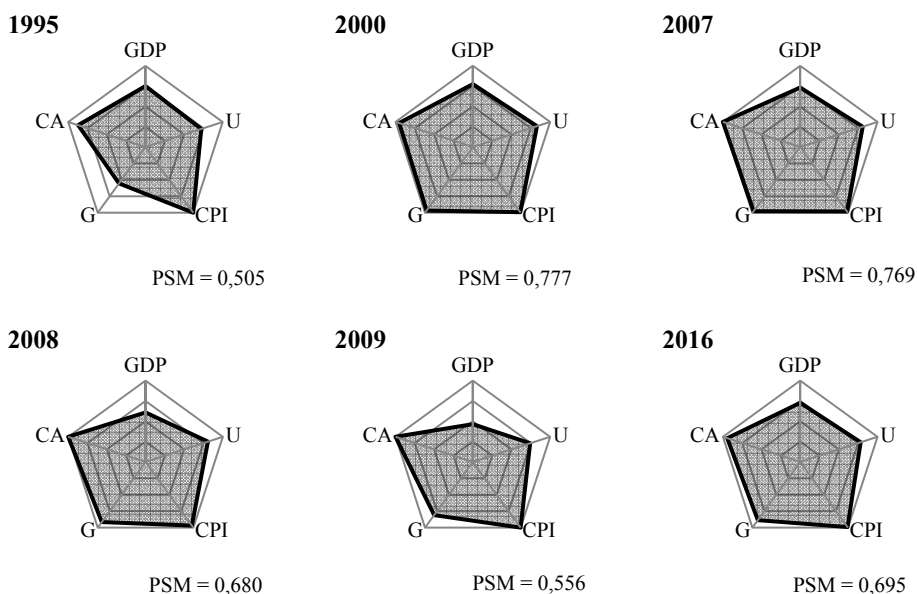 1995
GDP
CA
U
G
CPI
PSM = 0,505
2000
GDP
CA
U
G
CPI
PSM = 0,777
2007
GDP
CA
U
G
CPI
PSM = 0,769
2008
GDP
CA
U
G
CPI
PSM = 0,680
2009
GDP
CA
U
G
CPI
PSM = 0,556
2016
GDP
CA
U
G
CPI
PSM = 0,695